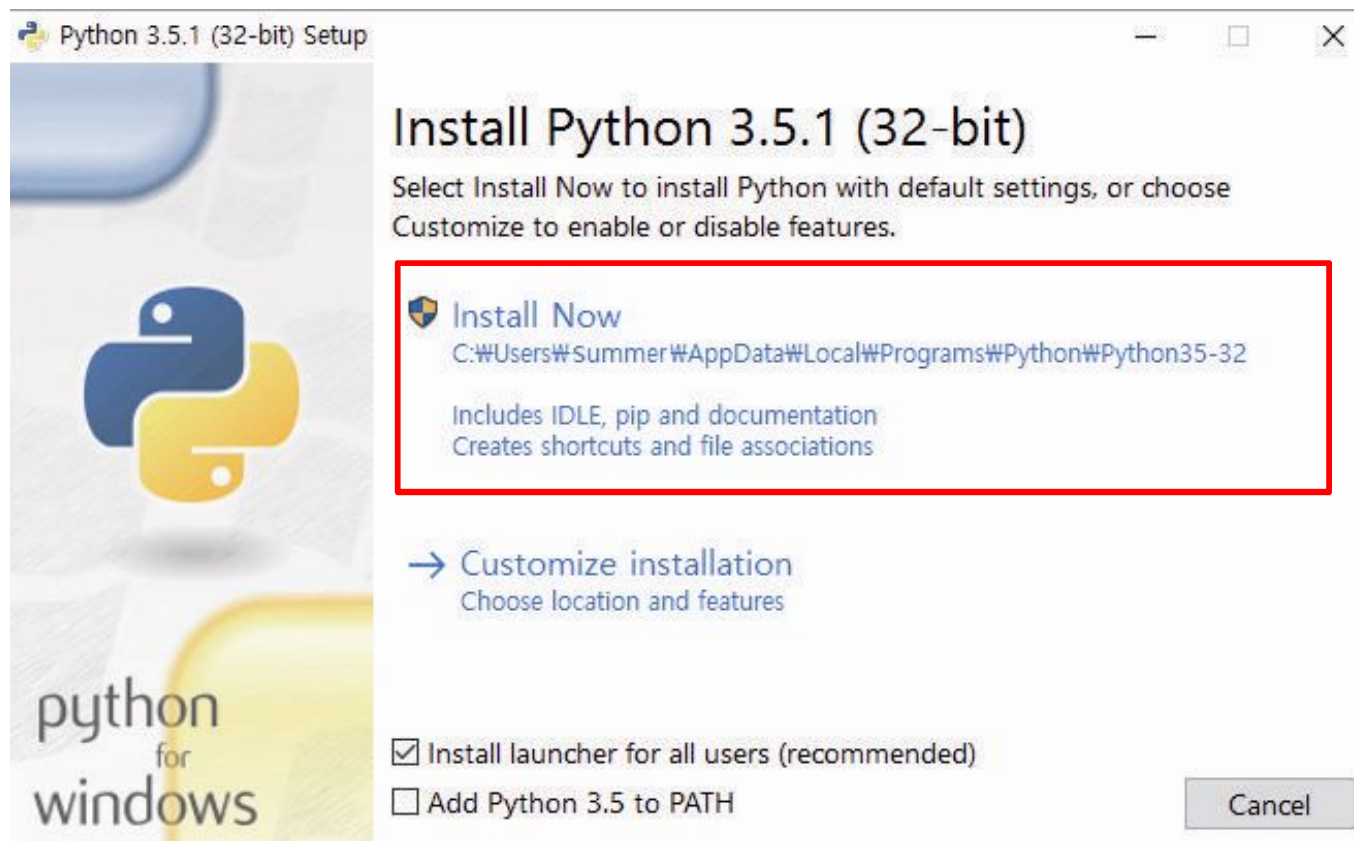 Python 3.5.1 (32-bit) Setup
Install Python 3.5.1 (32-bit)
Select Install Now to install Python with default settings, or choose
Customize to enable or disable features.
Install Now
C:₩Users₩summer₩AppData₩Local₩Programs₩Python₩Python35-32
Includes IDLE, pip and documentation
Creates shortcuts and file associations
Customize installation
Choose location and features
python
for
windows
Install launcher for all users (recommended)
Add Python 3.5 to PATH
Cancel